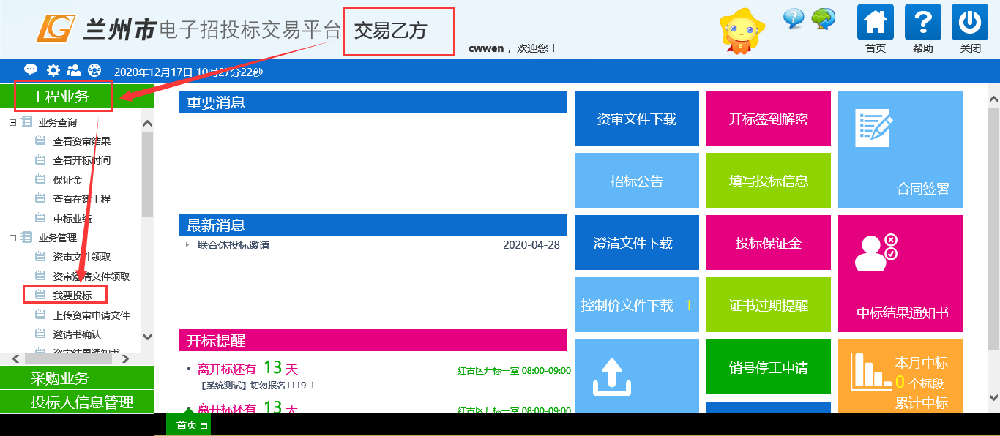 兰州市电子招投标交易平台 交易乙方
cwwen ，欢迎您！
首页
帮助
关闭
2020年12月17日 10时27分22秒
工程业务
业务查询
查看资审结果
查看开标时间
保证金
查看在建工程
中标业绩
业务管理
资审文件领取
资审澄清文件领取
我要投标
上传资审申请文件
邀请书确认
资审结果通知书
采购业务
投标人信息管理
重要消息
最新消息
联合体投标邀请 2020-04-28
开标提醒
离开标还有 13 天 红古区开标一室 08:00-09:00
【系统测试】切勿报名1119-1
离开标还有 13 天 红古区开标一室 08:00-09:00
资审文件下载
开标签到解密
招标公告
填写投标信息
合同签署
澄清文件下载
投标保证金
控制价文件下载 1
证书过期提醒
中标结果通知书
销号停工申请
本月中标
0 个标段
累计中标
首页